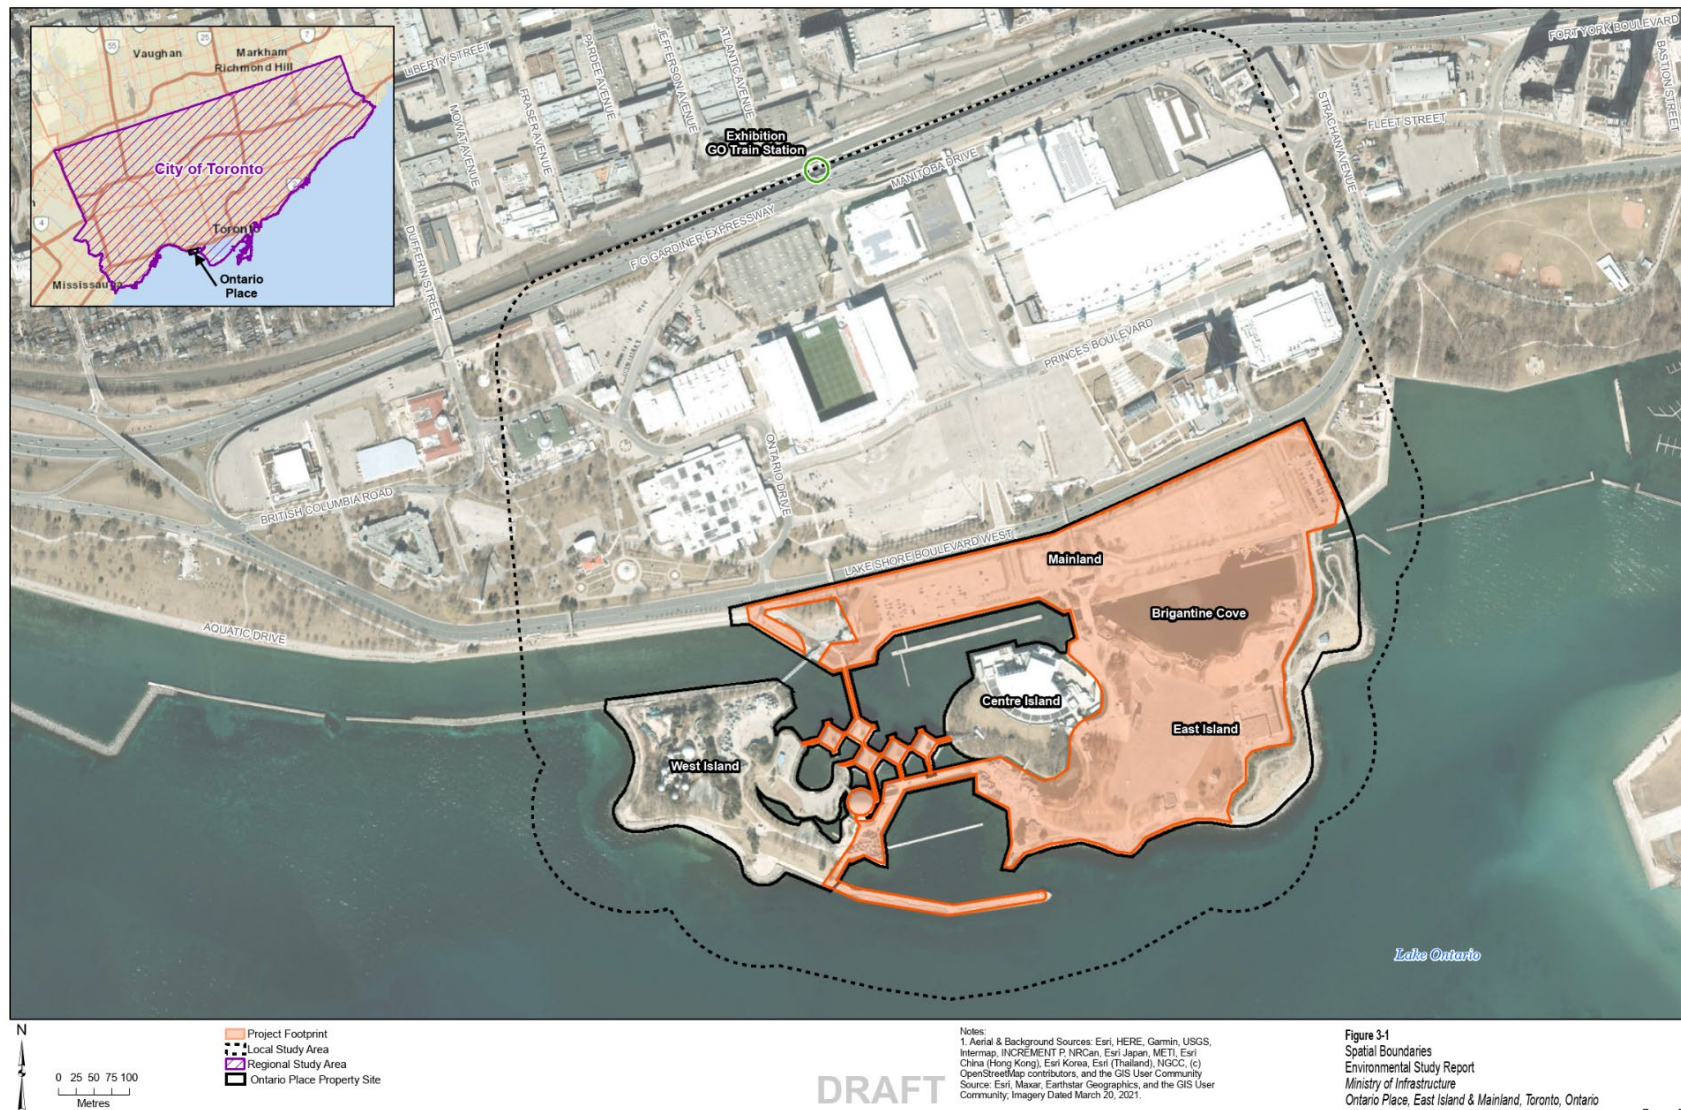 55
Vaughan
25
Markham
7
Richmond Hill
City of Toronto
4
Toronto
Mississauga
Ontario
Place
LIBERTY STREET
MOWAT AVENUE
FRASER AVENUE
PARDEE AVENUE
JEFFERSON AVENUE
ATLANTIC AVENUE
DUFFERIN STREET
Exhibition
GO Train Station
MANITOBA DRIVE
F G GARDINER EXPRESSWAY
FORT YORK BOULEVARD
BASTION STREET
FLEET STREET
STRACHAN AVENUE
PRINCES BOULEVARD
ONTARIO DRIVE
BRITISH COLUMBIA ROAD
LAKE SHORE BOULEVARD WEST
AQUATIC DRIVE
Mainland
Brigantine Cove
Centre Island
East Island
West Island
Lake Ontario
N
0 25 50 75 100
Metres
Project Footprint
Local Study Area
Regional Study Area
Ontario Place Property Site
DRAFT
Notes:
1. Aerial & Background Sources: Esri, HERE, Garmin, USGS,
Intermap, INCREMENT P, NRCan, Esri Japan, METI, Esri
China (Hong Kong), Esri Korea, Esri (Thailand), NGCC, (c)
OpenStreetMap contributors, and the GIS User Community
Source: Esri, Maxar, Earthstar Geographics, and the GIS User
Community; Imagery Dated March 20, 2021.
Figure 3-1
Spatial Boundaries
Environmental Study Report
Ministry of Infrastructure
Ontario Place, East Island & Mainland, Toronto, Ontario